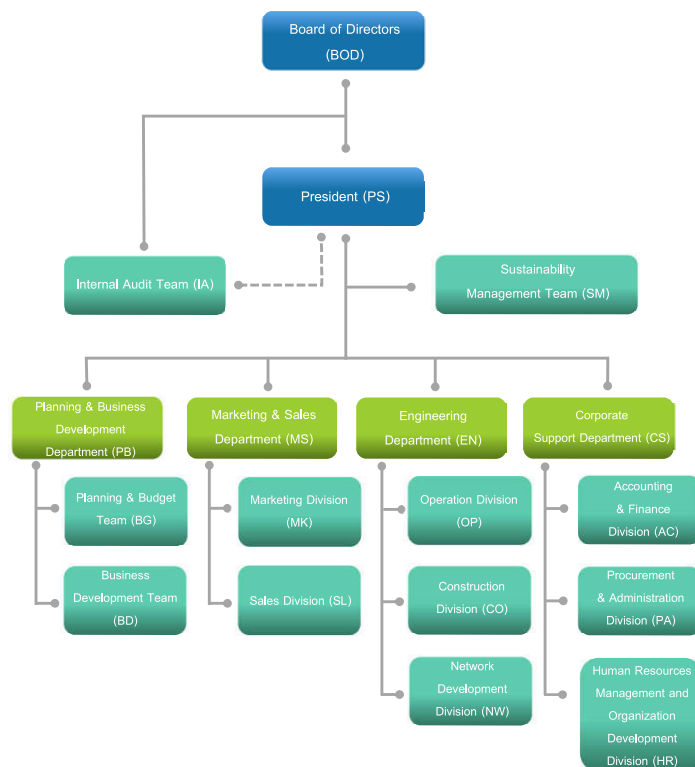 Board of Directors
(BOD)
President (PS)
Internal Audit Team (IA)
Sustainability
Management Team (SM)
Planning & Business
Development
Department (PB)
Marketing & Sales
Department (MS)
Engineering
Department (EN)
Corporate
Support Department (CS)
Planning & Budget
Team (BG)
Marketing Division
(MK)
Operation Division
(OP)
Accounting
& Finance
Division (AC)
Business
Development Team
(BD)
Sales Division (SL)
Construction
Division (CO)
Procurement
& Administration
Division (PA)
Network
Development
Division (NW)
Human Resources
Management and
Organization
Development
Division (HR)